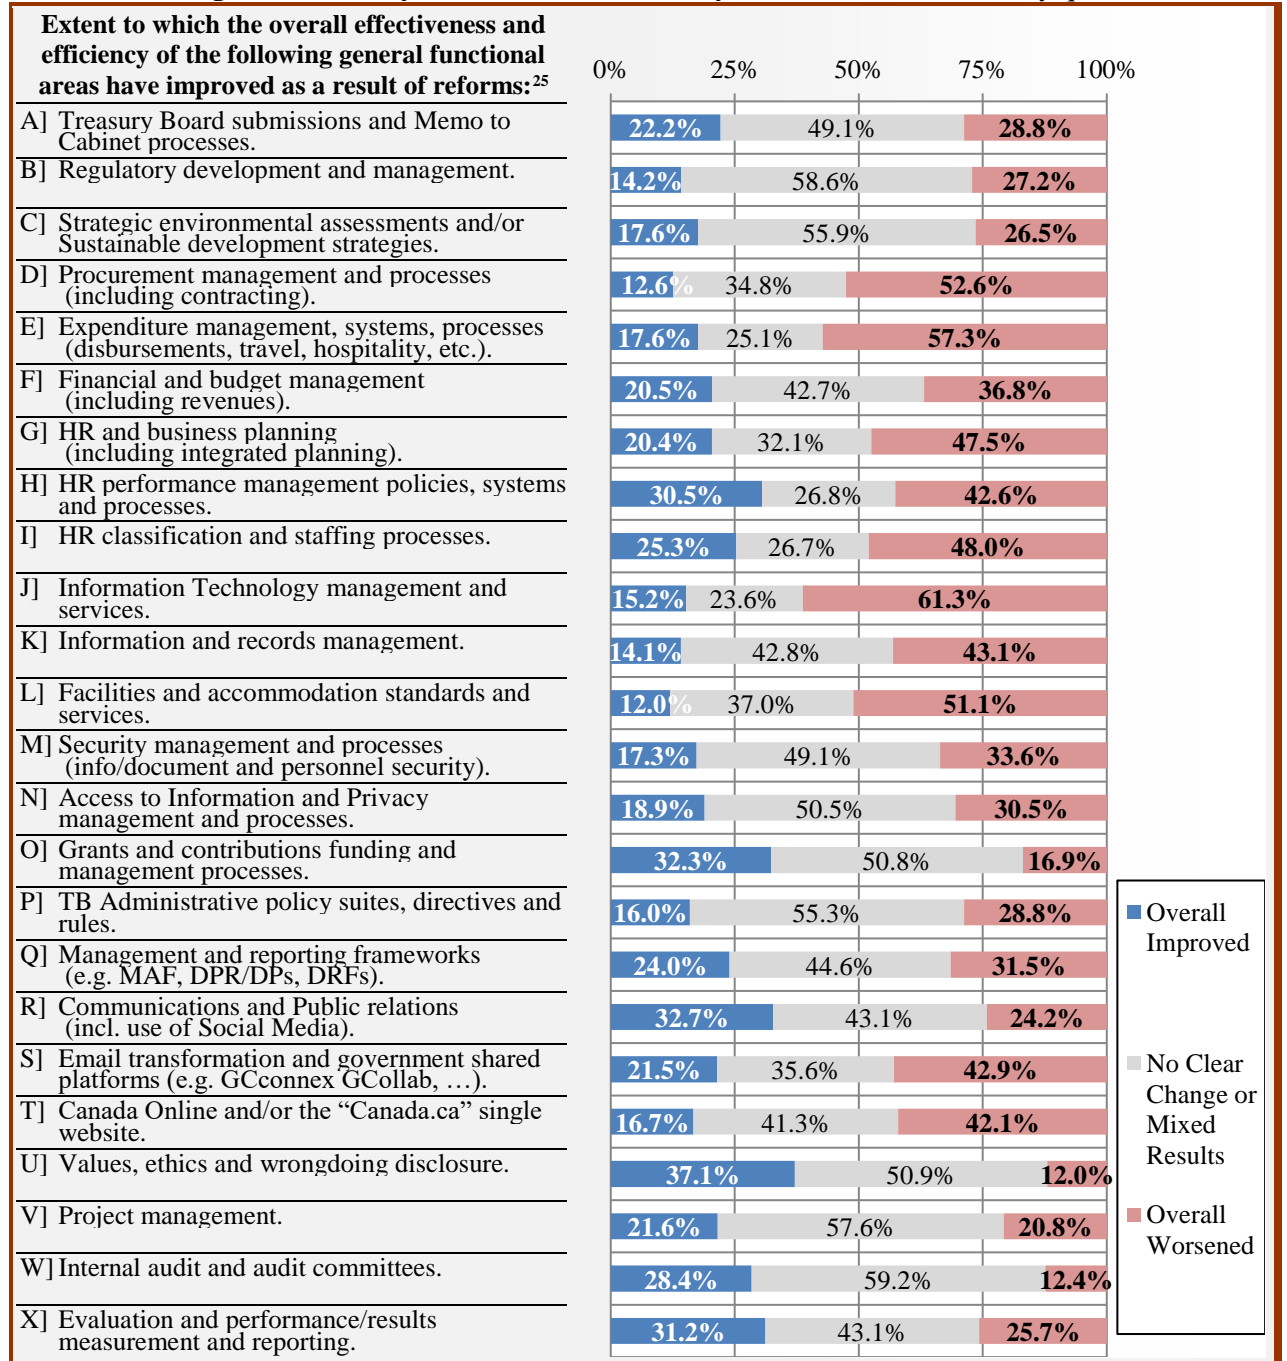 Extent to which the overall effectiveness and
efficiency of the following general functional
areas have improved as a result of reforms:25
0% 25% 50% 75% 100%
A] Treasury Board submissions and Memo to
Cabinet processes.
22.2% 49.1% 28.8%
B] Regulatory development and management.
14.2% 58.6% 27.2%
C] Strategic environmental assessments and/or
Sustainable development strategies.
17.6% 55.9% 26.5%
D] Procurement management and processes
(including contracting).
12.6% 34.8% 52.6%
E] Expenditure management, systems, processes
(disbursements, travel, hospitality, etc.).
17.6% 25.1% 57.3%
F] Financial and budget management
(including revenues).
20.5% 42.7% 36.8%
G] HR and business planning
(including integrated planning).
20.4% 32.1% 47.5%
H] HR performance management policies, systems
and processes.
30.5% 26.8% 42.6%
I] HR classification and staffing processes.
25.3% 26.7% 48.0%
J] Information Technology management and
services.
15.2% 23.6% 61.3%
K] Information and records management.
14.1% 42.8% 43.1%
L] Facilities and accommodation standards and
services.
12.0% 37.0% 51.1%
M] Security management and processes
(info/document and personnel security).
17.3% 49.1% 33.6%
N] Access to Information and Privacy
management and processes.
18.9% 50.5% 30.5%
O] Grants and contributions funding and
management processes.
32.3% 50.8% 16.9%
P] TB Administrative policy suites, directives and
rules.
16.0% 55.3% 28.8%
Q] Management and reporting frameworks
(e.g. MAF, DPR/DPs, DRFs).
24.0% 44.6% 31.5%
R] Communications and Public relations
(incl. use of Social Media).
32.7% 43.1% 24.2%
S] Email transformation and government shared
platforms (e.g. GCconnex GCollab, …).
21.5% 35.6% 42.9%
T] Canada Online and/or the “Canada.ca” single
website.
16.7% 41.3% 42.1%
U] Values, ethics and wrongdoing disclosure.
37.1% 50.9% 12.0%
V] Project management.
21.6% 57.6% 20.8%
W] Internal audit and audit committees.
28.4% 59.2% 12.4%
X] Evaluation and performance/results
measurement and reporting.
31.2% 43.1% 25.7%
Overall
Improved
No Clear
Change or
Mixed
Results
Overall
Worsened